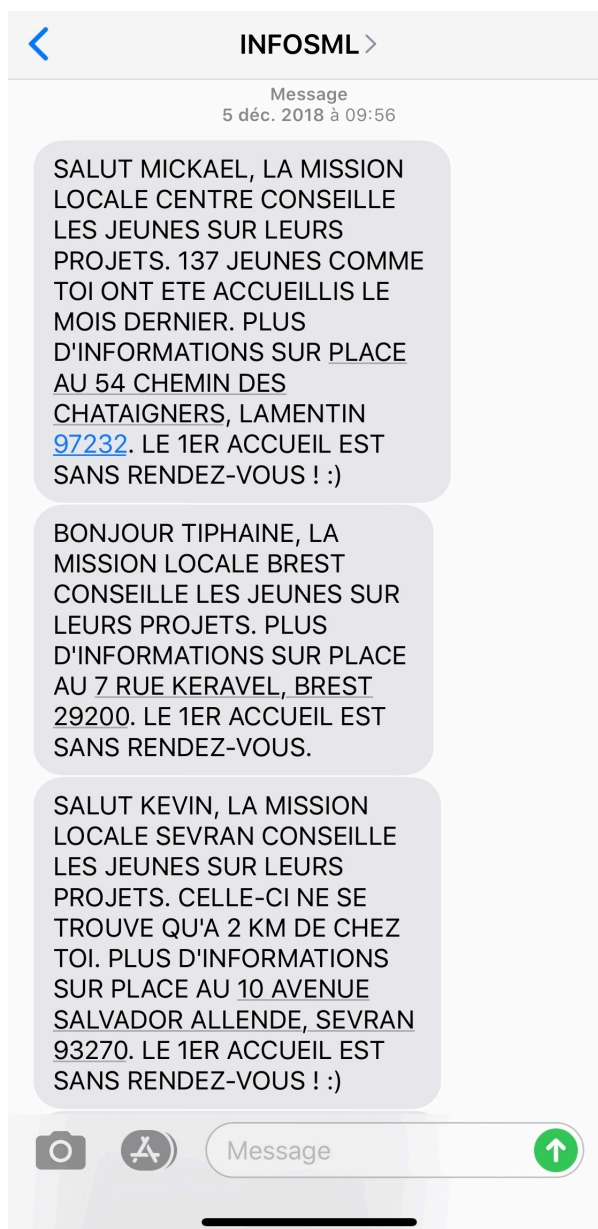 INFOSML
Message
5 déc. 2018 à 09:56
SALUT MICKAEL, LA MISSION
LOCALE CENTRE CONSEILLE
LES JEUNES SUR LEURS
PROJETS. 137 JEUNES COMME
TOI ONT ETE ACCUEILLIS LE
MOIS DERNIER. PLUS
D'INFORMATIONS SUR PLACE
AU 54 CHEMIN DES
CHATAIGNERS, LAMENTIN
97232. LE 1ER ACCUEIL EST
SANS RENDEZ-VOUS ! :)
BONJOUR TIPHAINE, LA
MISSION LOCALE BREST
CONSEILLE LES JEUNES SUR
LEURS PROJETS. PLUS
D'INFORMATIONS SUR PLACE
AU 7 RUE KERAVEL, BREST
29200. LE 1ER ACCUEIL EST
SANS RENDEZ-VOUS.
SALUT KEVIN, LA MISSION
LOCALE SEVRAN CONSEILLE
LES JEUNES SUR LEURS
PROJETS. CELLE-CI NE SE
TROUVE QU'A 2 KM DE CHEZ
TOI. PLUS D'INFORMATIONS
SUR PLACE AU 10 AVENUE
SALVADOR ALLENDE, SEVRAN
93270. LE 1ER ACCUEIL EST
SANS RENDEZ-VOUS ! :)
Message